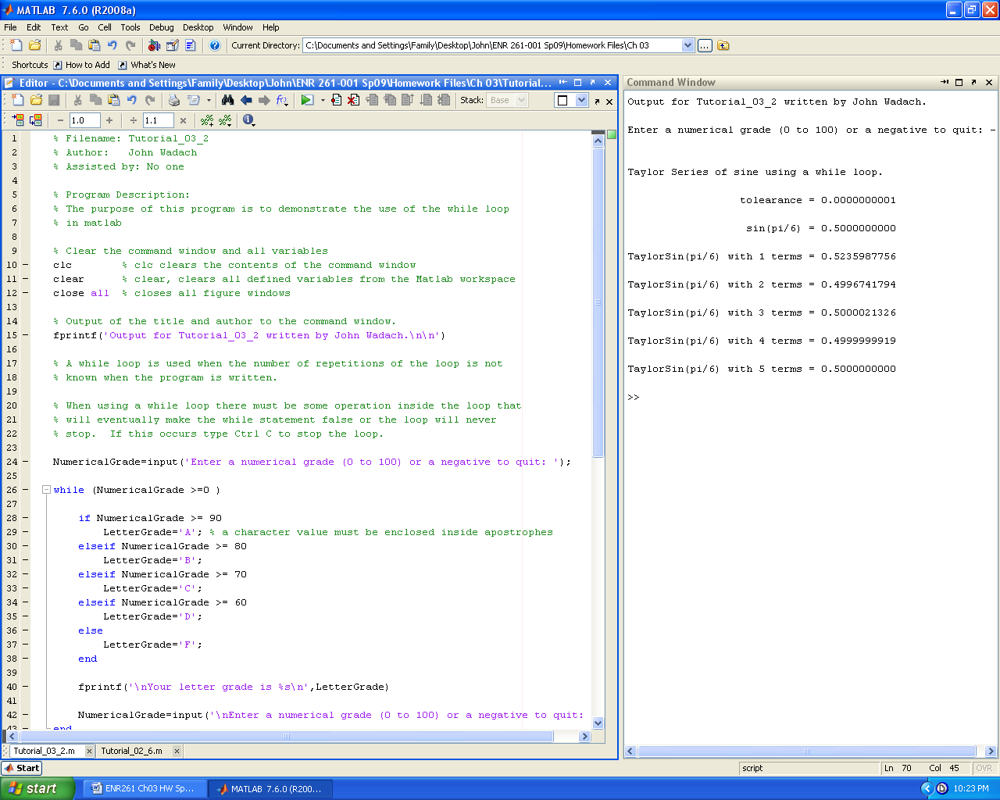 MATLAB 7.6.0 (R2008a)
File Edit Text Go Cell Tools Debug Desktop Window Help
Current Directory: C:\Documents and Settings\Family\Desktop\John\ENR 261-001 Sp09\Homework Files\Ch 03
Shortcuts How to Add What's New
Editor - C:\Documents and Settings\Family\Desktop\John\ENR 261-001 Sp09\Homework Files\Ch 03\Tutorial...
Stack: Base
1.0 1.1
1 % Filename: Tutorial_03_2
2 % Author:   John Wadach
3 % Assisted by: No one
4
5 % Program Description:
6 % The purpose of this program is to demonstrate the use of the while loop
7 % in matlab
8
9 % Clear the command window and all variables
10 clc        % clc clears the contents of the command window
11 clear      % clear, clears all defined variables from the Matlab workspace
12 close all  % closes all figure windows
13
14 % Output of the title and author to the command window.
15 fprintf('Output for Tutorial_03_2 written by John Wadach.\n\n')
16
17 % A while loop is used when the number of repetitions of the loop is not
18 % known when the program is written.
19
20 % When using a while loop there must be some operation inside the loop that
21 % will eventually make the while statement false or the loop will never
22 % stop.  If this occurs type Ctrl C to stop the loop.
23
24 NumericalGrade=input('Enter a numerical grade (0 to 100) or a negative to quit: ');
25
26 while (NumericalGrade >=0 )
27
28 if NumericalGrade >= 90
29 LetterGrade='A'; % a character value must be enclosed inside apostrophes
30 elseif NumericalGrade >= 80
31 LetterGrade='B';
32 elseif NumericalGrade >= 70
33 LetterGrade='C';
34 elseif NumericalGrade >= 60
35 LetterGrade='D';
36 else
37 LetterGrade='F';
38 end
39
40 fprintf('\nYour letter grade is %s\n',LetterGrade)
41
42 NumericalGrade=input('\nEnter a numerical grade (0 to 100) or a negative to quit:
43 end
Tutorial_03_2.m Tutorial_02_6.m
Command Window
Output for Tutorial_03_2 written by John Wadach.
Enter a numerical grade (0 to 100) or a negative to quit: -
Taylor Series of sine using a while loop.
tolearance = 0.0000000001
sin(pi/6) = 0.5000000000
TaylorSin(pi/6) with 1 terms = 0.5235987756
TaylorSin(pi/6) with 2 terms = 0.4996741794
TaylorSin(pi/6) with 3 terms = 0.5000021326
TaylorSin(pi/6) with 4 terms = 0.4999999919
TaylorSin(pi/6) with 5 terms = 0.5000000000
>>
Start script Ln 70 Col 45 OVR
start ENR261 Ch03 HW Sp... MATLAB 7.6.0 (R200... 10:23 PM